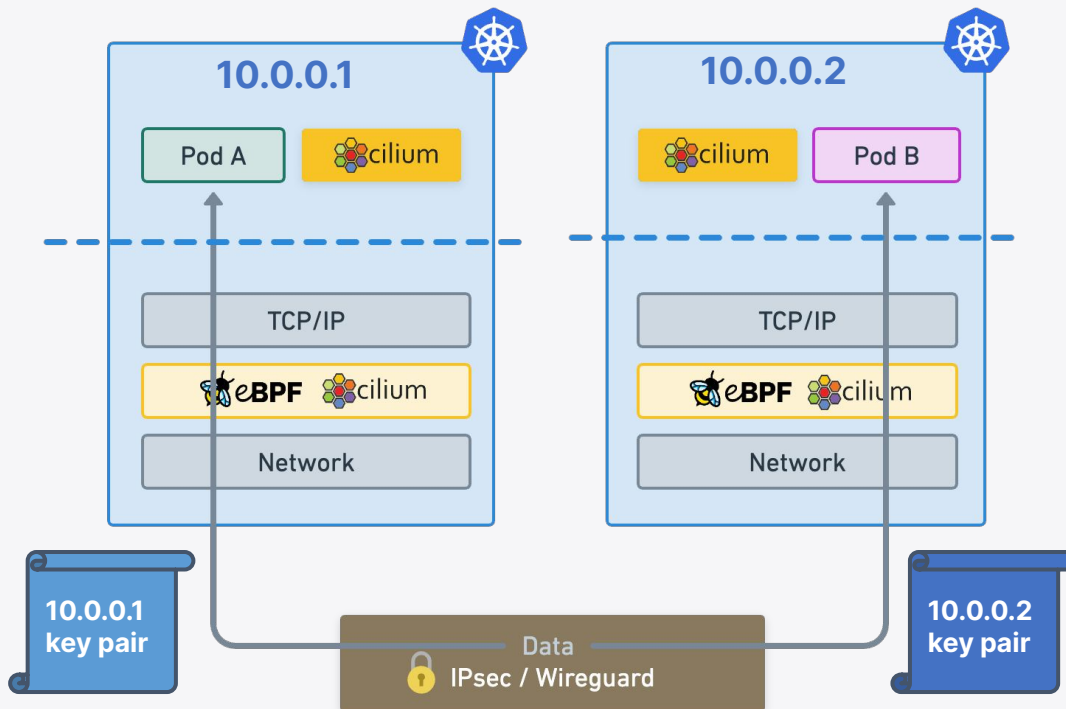 10.0.0.1
Pod A
cilium
TCP/IP
eBPF cilium
Network
10.0.0.2
cilium
Pod B
TCP/IP
eBPF cilium
Network
10.0.0.1
key pair
Data
IPsec / Wireguard
10.0.0.2
key pair